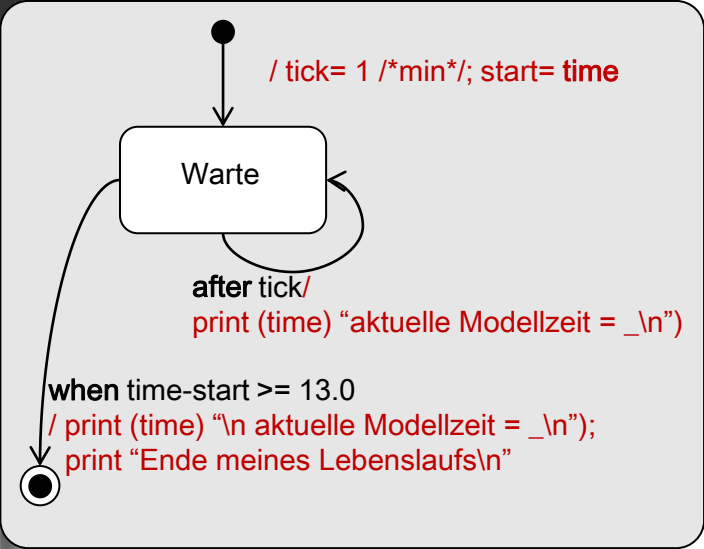 / tick= 1 /*min*/; start= time
Warte
after tick/
print (time) “aktuelle Modellzeit = _\n”)
when time-start >= 13.0
/ print (time) “\n aktuelle Modellzeit = _\n”);
print “Ende meines Lebenslaufs\n”